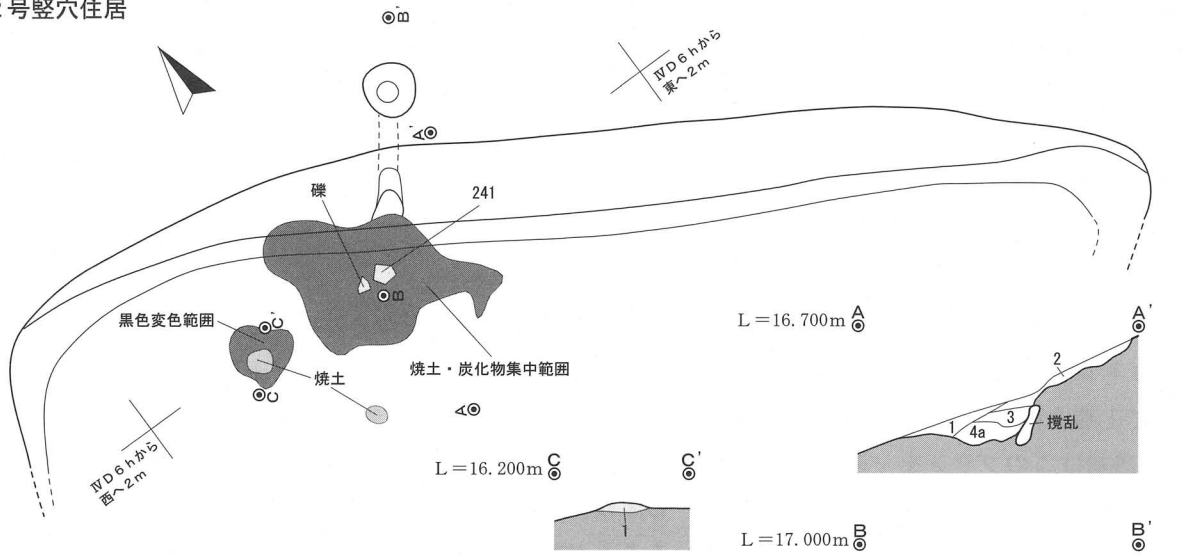 号竪穴住居
B'
ⅣD6hから
東へ2m
A'
礫
241
B
黒色変色範囲
C'
焼土
C
焼土・炭化物集中範囲
A
ⅣD6hから
西へ2m
L=16.700m A
A'
2
3
1
4a
撹乱
L=16.200m C
C'
1
L=17.000m B
B'